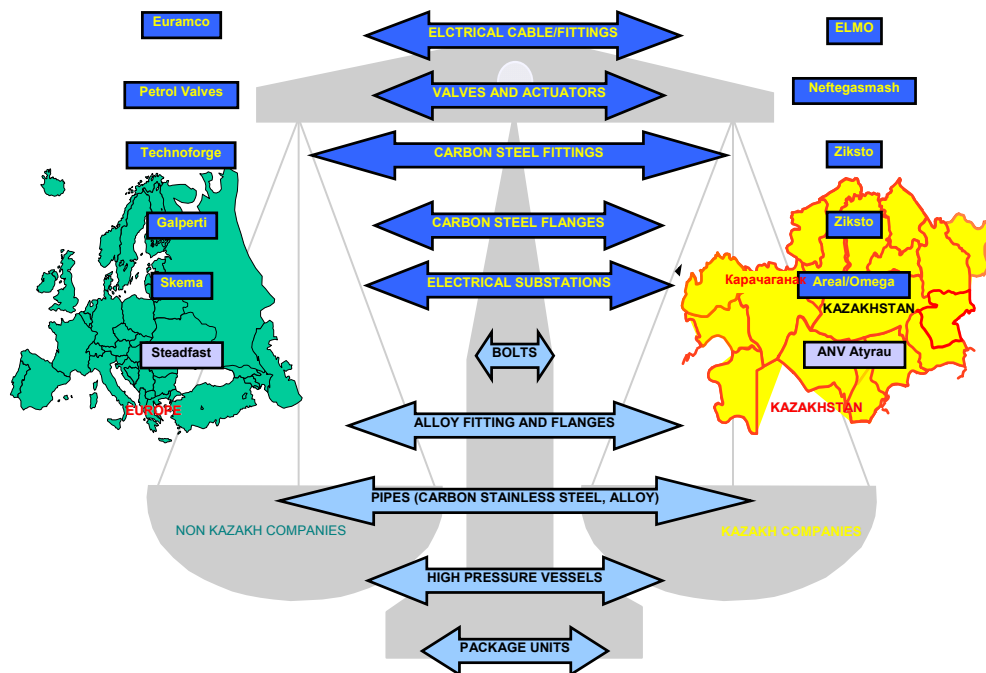 Euramco
ELCTRICAL CABLE/FITTINGS
ELMO
Petrol Valves
VALVES AND ACTUATORS
Neftegasmash
Technoforge
CARBON STEEL FITTINGS
Ziksto
Galperti
CARBON STEEL FLANGES
Ziksto
Skema
ELECTRICAL SUBSTATIONS
Карачаганак
Areal/Omega
KAZAKHSTAN
Steadfast
BOLTS
ANV Atyrau
EUROPE
KAZAKHSTAN
ALLOY FITTING AND FLANGES
PIPES (CARBON STAINLESS STEEL, ALLOY)
NON KAZAKH COMPANIES
KAZAKH COMPANIES
HIGH PRESSURE VESSELS
PACKAGE UNITS